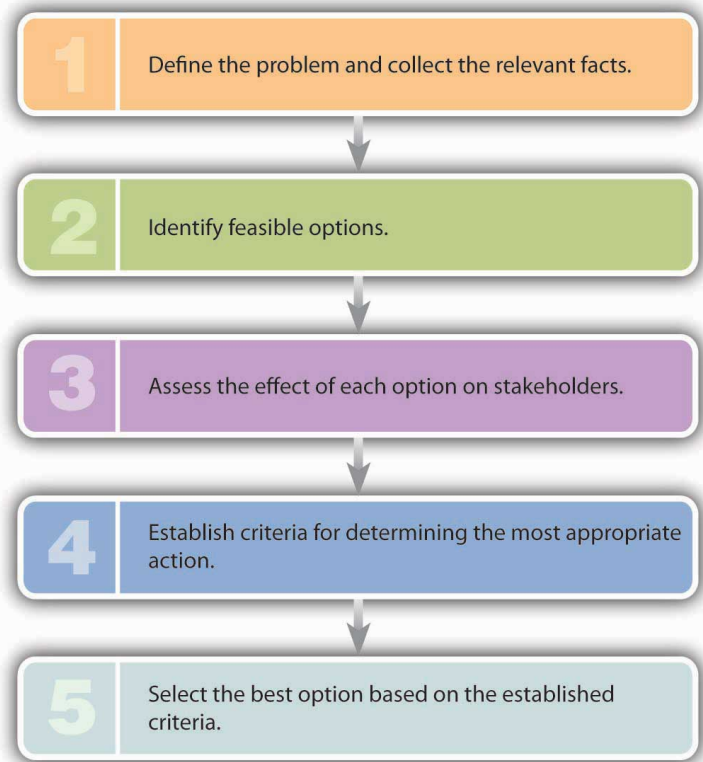 1
Define the problem and collect the relevant facts.
2
Identify feasible options.
3
Assess the effect of each option on stakeholders.
4
Establish criteria for determining the most appropriate
action.
5
Select the best option based on the established
criteria.